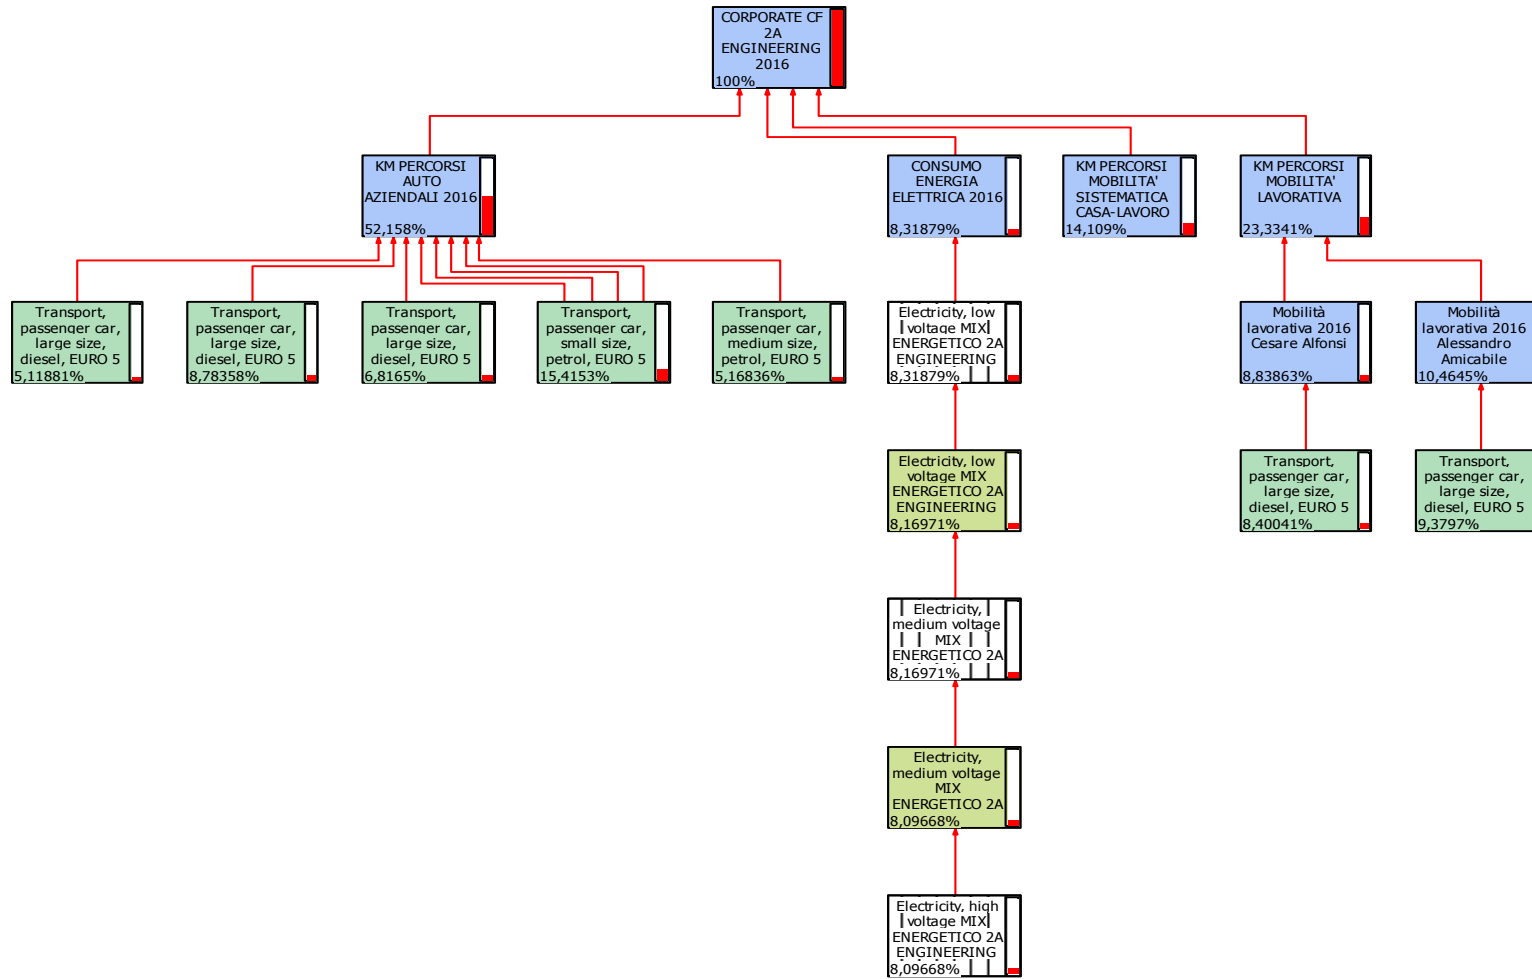 CORPORATE CF
2A
ENGINEERING
2016
100%
KM PERCORSI
AUTO
AZIENDALI 2016
52,158%
CONSUMO
ENERGIA
ELETTRICA 2016
8,31879%
KM PERCORSI
MOBILITA'
SISTEMATICA
CASA-LAVORO
14,109%
KM PERCORSI
MOBILITA'
LAVORATIVA
23,3341%
Transport,
passenger car,
large size,
diesel, EURO 5
5,11881%
Transport,
passenger car,
large size,
diesel, EURO 5
8,78358%
Transport,
passenger car,
large size,
diesel, EURO 5
6,8165%
Transport,
passenger car,
small size,
petrol, EURO 5
15,4153%
Transport,
passenger car,
medium size,
petrol, EURO 5
5,16836%
Electricity, low
voltage MIX
ENERGETICO 2A
ENGINEERING
8,31879%
Mobilità
lavorativa 2016
Cesare Alfonsi
8,83863%
Mobilità
lavorativa 2016
Alessandro
Amicabile
10,4645%
Electricity, low
voltage MIX
ENERGETICO 2A
ENGINEERING
8,16971%
Transport,
passenger car,
large size,
diesel, EURO 5
8,40041%
Transport,
passenger car,
large size,
diesel, EURO 5
9,3797%
Electricity,
medium voltage
MIX
ENERGETICO 2A
8,16971%
Electricity,
medium voltage
MIX
ENERGETICO 2A
8,09668%
Electricity, high
voltage MIX
ENERGETICO 2A
ENGINEERING
8,09668%